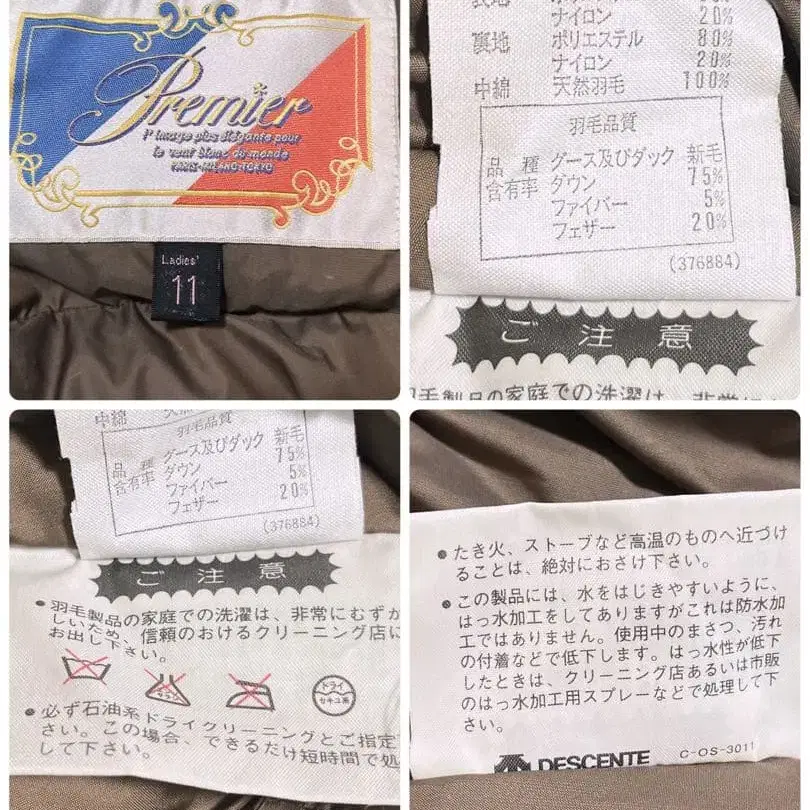 Premier
l'image plus élégante pour
le vent blanc du monde
PARIS·MILANO·TOKYO
Ladies'
11
ナイロン 20%
裏地 ポリエステル 80%
ナイロン 20%
中綿 天然羽毛 100%
羽毛品質
品種 グース及びダック 新毛
含有率 ダウン 75%
ファイバー 5%
フェザー 20%
(376884)
ご注意
羽毛製品の家庭での洗濯は、非常に
中綿
羽毛品質
品種 グース及びダック 新毛
含有率 ダウン 75%
ファイバー 5%
フェザー 20%
(376884)
ご注意
●羽毛製品の家庭での洗濯は、非常にむずか
しいため、信頼のおけるクリーニング店に
お出し下さい。
ドライ
セキユ系
●必ず石油系ドライクリーニングとご指定
さい。この場合、できるだけ短時間で処
して下さい。
●たき火、ストーブなど高温のものへ近づけ
ることは、絶対におさけ下さい。
●この製品には、水をはじきやすいように、
はっ水加工をしてありますがこれは防水加
工ではありません。使用中のまさつ、汚れ
の付着などで低下します。はっ水性が低下
したときは、クリーニング店あるいは市販
のはっ水加工用スプレーなどで処理して下
さい。
DESCENTE C-OS-3011